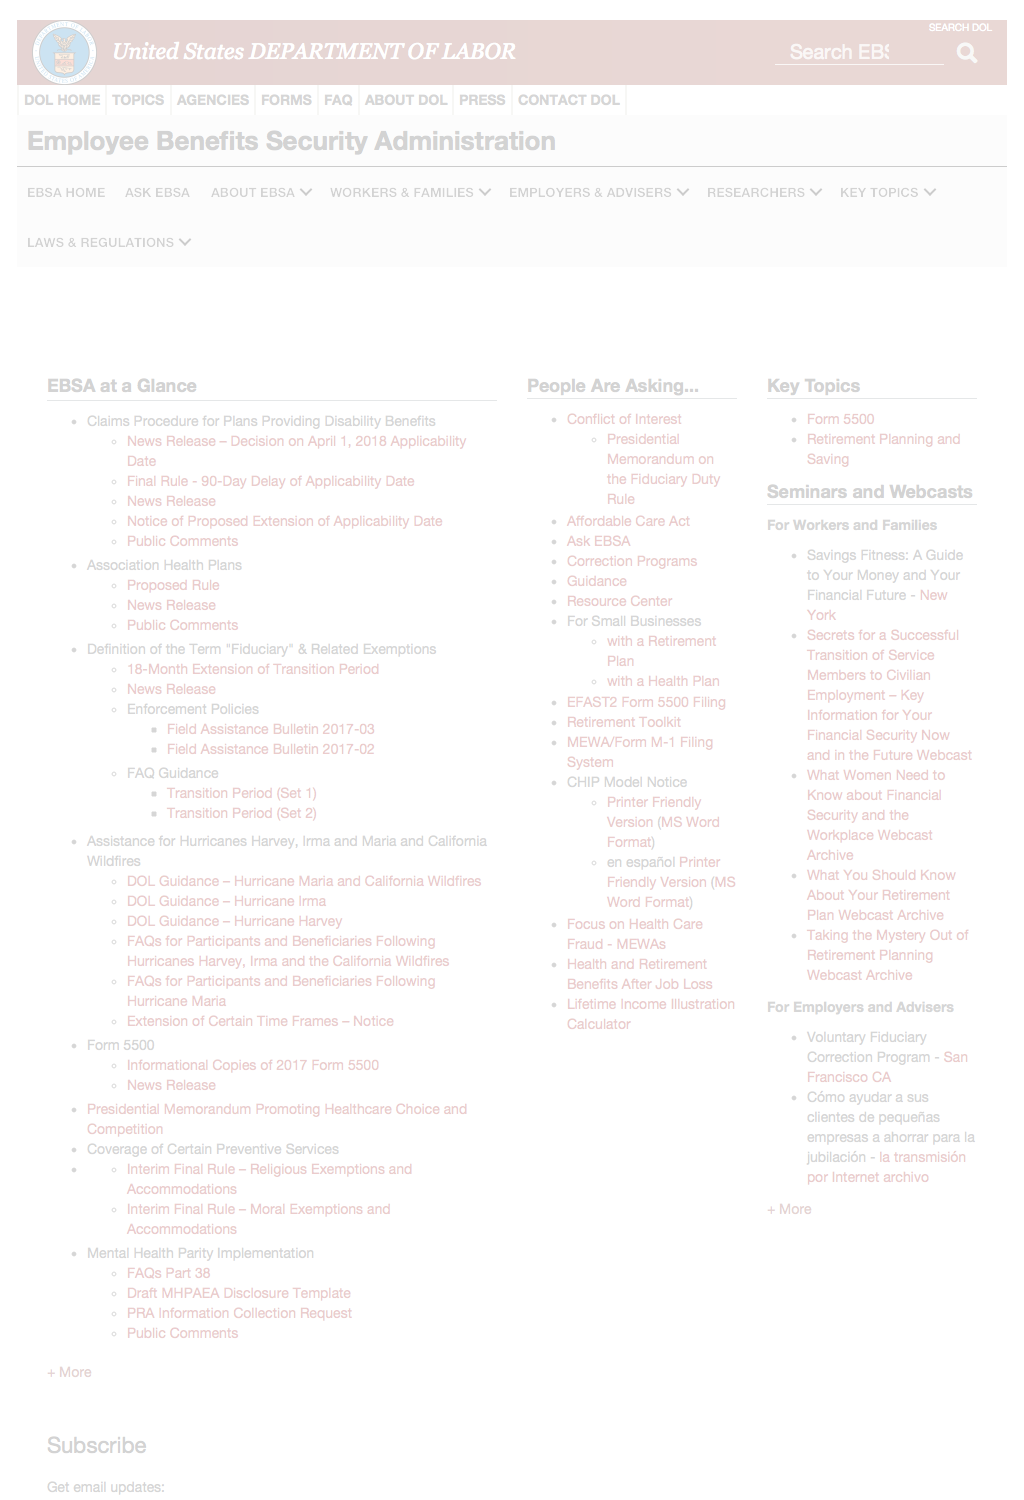 SEARCH DOL
United States DEPARTMENT OF LABOR
Search EBS
DOL HOME TOPICS AGENCIES FORMS FAQ ABOUT DOL PRESS CONTACT DOL
Employee Benefits Security Administration
EBSA HOME ASK EBSA ABOUT EBSA WORKERS & FAMILIES EMPLOYERS & ADVISERS RESEARCHERS KEY TOPICS
LAWS & REGULATIONS
EBSA at a Glance
Claims Procedure for Plans Providing Disability Benefits
News Release – Decision on April 1, 2018 Applicability
Date
Final Rule - 90-Day Delay of Applicability Date
News Release
Notice of Proposed Extension of Applicability Date
Public Comments
Association Health Plans
Proposed Rule
News Release
Public Comments
Definition of the Term "Fiduciary" & Related Exemptions
18-Month Extension of Transition Period
News Release
Enforcement Policies
Field Assistance Bulletin 2017-03
Field Assistance Bulletin 2017-02
FAQ Guidance
Transition Period (Set 1)
Transition Period (Set 2)
Assistance for Hurricanes Harvey, Irma and Maria and California
Wildfires
DOL Guidance – Hurricane Maria and California Wildfires
DOL Guidance – Hurricane Irma
DOL Guidance – Hurricane Harvey
FAQs for Participants and Beneficiaries Following
Hurricanes Harvey, Irma and the California Wildfires
FAQs for Participants and Beneficiaries Following
Hurricane Maria
Extension of Certain Time Frames – Notice
Form 5500
Informational Copies of 2017 Form 5500
News Release
Presidential Memorandum Promoting Healthcare Choice and
Competition
Coverage of Certain Preventive Services
Interim Final Rule – Religious Exemptions and
Accommodations
Interim Final Rule – Moral Exemptions and
Accommodations
Mental Health Parity Implementation
FAQs Part 38
Draft MHPAEA Disclosure Template
PRA Information Collection Request
Public Comments
+ More
People Are Asking...
Conflict of Interest
Presidential
Memorandum on
the Fiduciary Duty
Rule
Affordable Care Act
Ask EBSA
Correction Programs
Guidance
Resource Center
For Small Businesses
with a Retirement
Plan
with a Health Plan
EFAST2 Form 5500 Filing
Retirement Toolkit
MEWA/Form M-1 Filing
System
CHIP Model Notice
Printer Friendly
Version (MS Word
Format)
en español Printer
Friendly Version (MS
Word Format)
Focus on Health Care
Fraud - MEWAs
Health and Retirement
Benefits After Job Loss
Lifetime Income Illustration
Calculator
Key Topics
Form 5500
Retirement Planning and
Saving
Seminars and Webcasts
For Workers and Families
Savings Fitness: A Guide
to Your Money and Your
Financial Future - New
York
Secrets for a Successful
Transition of Service
Members to Civilian
Employment – Key
Information for Your
Financial Security Now
and in the Future Webcast
What Women Need to
Know about Financial
Security and the
Workplace Webcast
Archive
What You Should Know
About Your Retirement
Plan Webcast Archive
Taking the Mystery Out of
Retirement Planning
Webcast Archive
For Employers and Advisers
Voluntary Fiduciary
Correction Program - San
Francisco CA
Cómo ayudar a sus
clientes de pequeñas
empresas a ahorrar para la
jubilación - la transmisión
por Internet archivo
+ More
Subscribe
Get email updates: